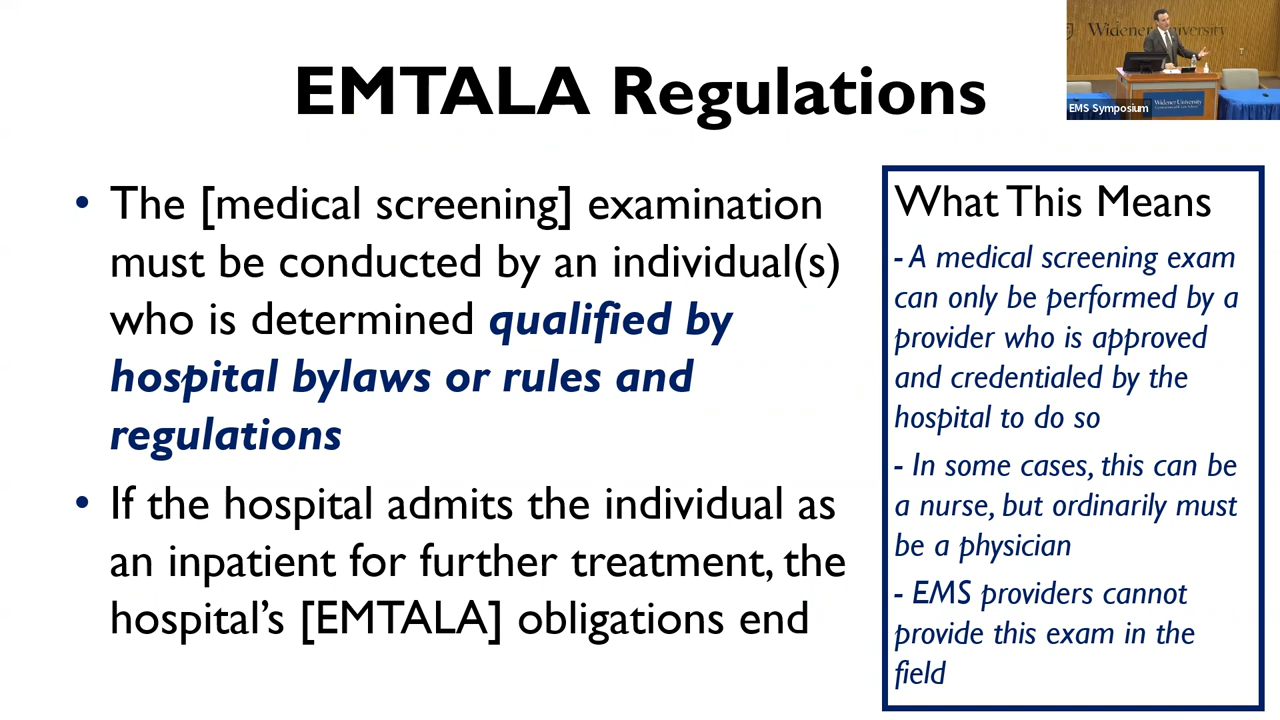 EMTALA Regulations
Widener University
EMS Symposium
Widener University
• The [medical screening] examination
must be conducted by an individual(s)
who is determined qualified by
hospital bylaws or rules and
regulations
• If the hospital admits the individual as
an inpatient for further treatment, the
hospital's [EMTALA] obligations end
What This Means
- A medical screening exam
can only be performed by a
provider who is approved
and credentialed by the
hospital to do so
- In some cases, this can be
a nurse, but ordinarily must
be a physician
- EMS providers cannot
provide this exam in the
field